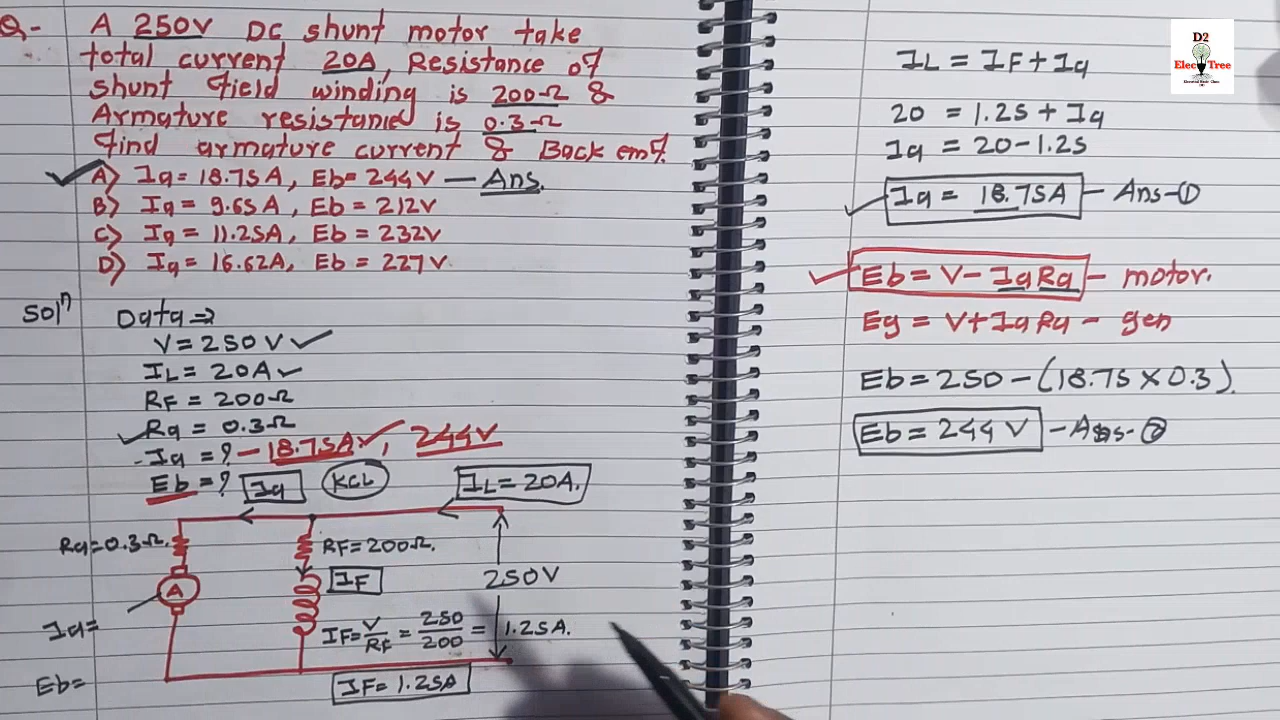 Q- A 250V DC shunt motor take
total current 20A, Resistance of
shunt field winding is 200Ω &
Armature resistance is 0.3Ω
find armature current & Back emf.
A) Ia = 18.75A, Eb = 244V — Ans.
B) Ia = 9.65A, Eb = 212V
C) Ia = 11.25A, Eb = 232V
D) Ia = 16.62A, Eb = 227V.
Solⁿ Data ⇒
V = 250V
IL = 20A
RF = 200Ω
Ra = 0.3Ω
Ia = ? – 18.75A, 244V
Eb = ? Ia KCL IL = 20A.
Ra = 0.3Ω.
RF = 200Ω.
A
IF
250V
Ia =
IF = V/RF = 250/200 = 1.25A.
Eb =
IF = 1.25A
IL = IF + Ia
20 = 1.25 + Ia
Ia = 20 - 1.25
Ia = 18.75A – Ans-①
Eb = V – IaRa – motor.
Eg = V + IaRa – gen
Eb = 250 – (18.75 × 0.3).
Eb = 244V – Ans-②
D2
Elec Tree